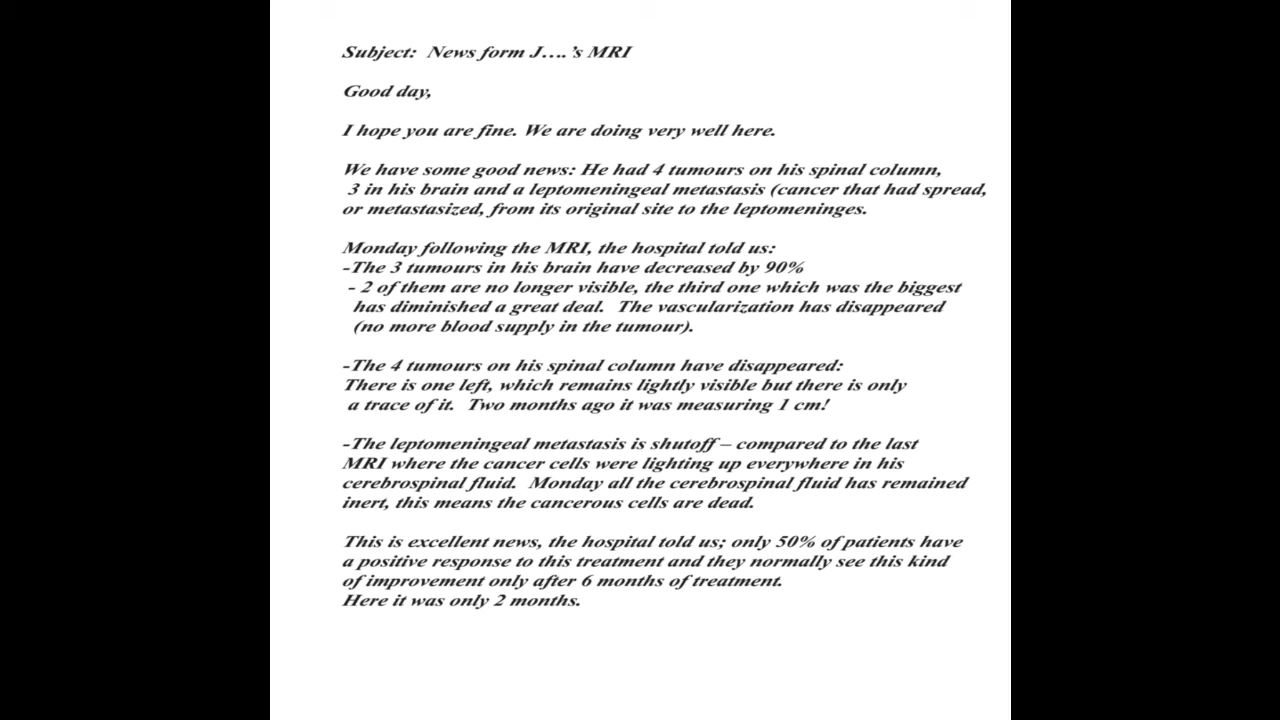 Subject:  News form J….'s MRI
Good day,
I hope you are fine. We are doing very well here.
We have some good news: He had 4 tumours on his spinal column,
3 in his brain and a leptomeningeal metastasis (cancer that had spread,
or metastasized, from its original site to the leptomeninges.
Monday following the MRI, the hospital told us:
-The 3 tumours in his brain have decreased by 90%
- 2 of them are no longer visible, the third one which was the biggest
has diminished a great deal.  The vascularization has disappeared
(no more blood supply in the tumour).
-The 4 tumours on his spinal column have disappeared:
There is one left, which remains lightly visible but there is only
a trace of it.  Two months ago it was measuring 1 cm!
-The leptomeningeal metastasis is shutoff – compared to the last
MRI where the cancer cells were lighting up everywhere in his
cerebrospinal fluid.  Monday all the cerebrospinal fluid has remained
inert, this means the cancerous cells are dead.
This is excellent news, the hospital told us; only 50% of patients have
a positive response to this treatment and they normally see this kind
of improvement only after 6 months of treatment.
Here it was only 2 months.